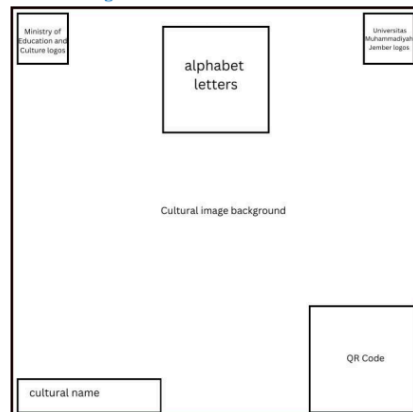 Ministry of
Education and
Culture logos
Universitas
Muhammadiyah
Jember logos
alphabet
letters
Cultural image background
QR Code
cultural name